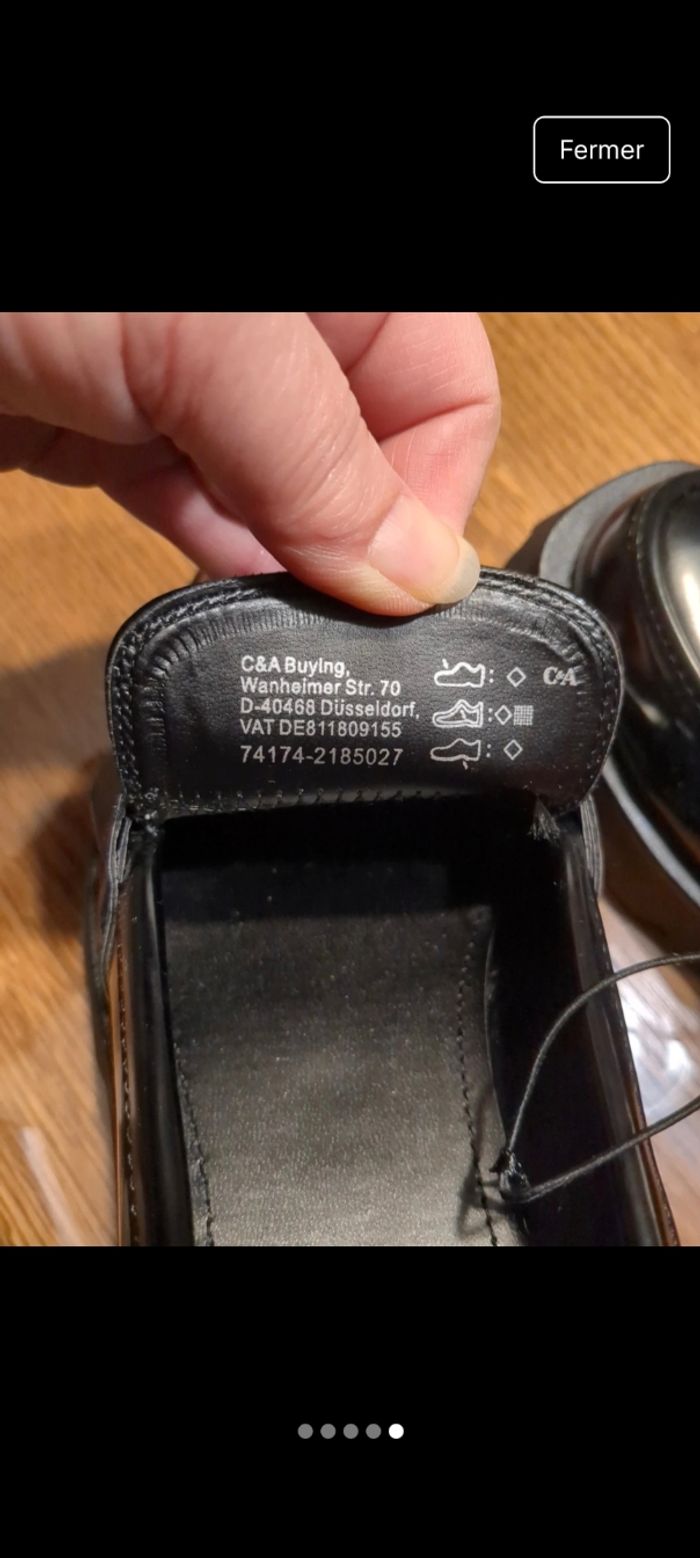 Fermer
C&A Buying,
Wanheimer Str. 70
D-40468 Düsseldorf,
VAT DE811809155
74174-2185027
C&A